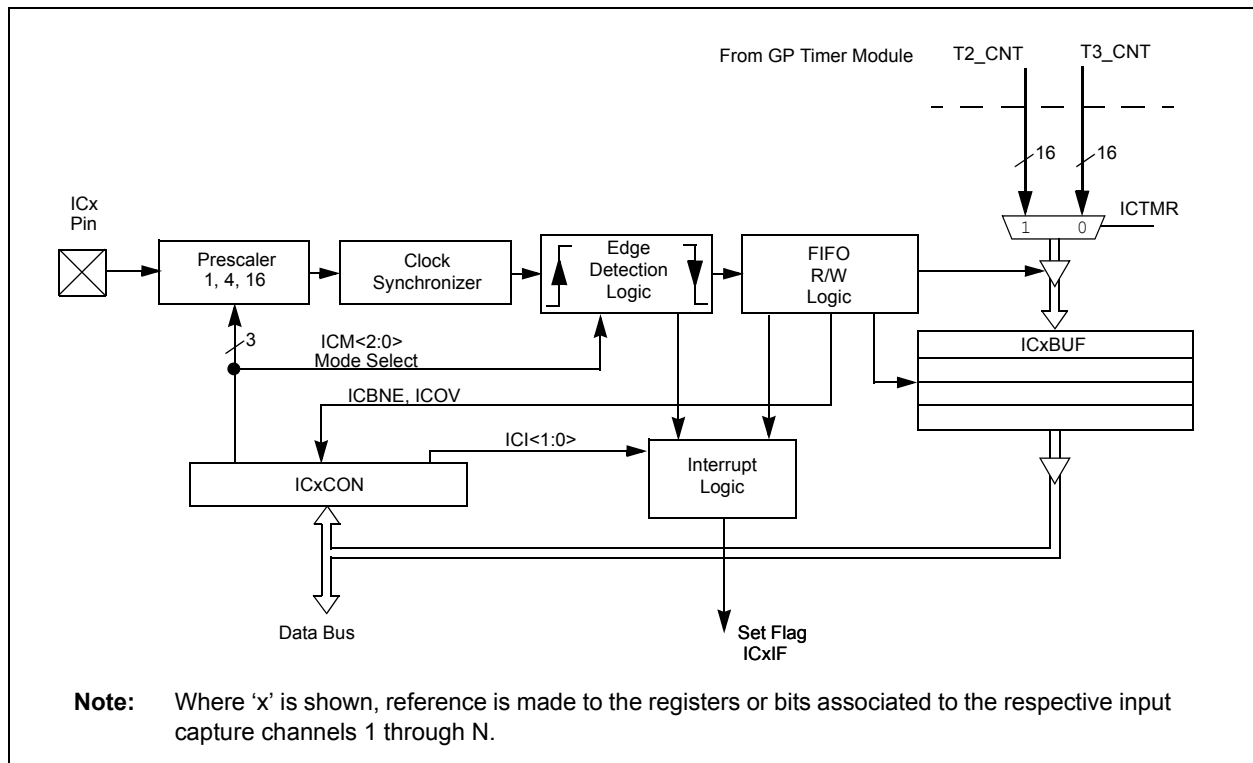 From GP Timer Module
T2_CNT
T3_CNT
16
16
ICx
Pin
1
0
ICTMR
Prescaler
1, 4, 16
Clock
Synchronizer
Edge
Detection
Logic
FIFO
R/W
Logic
3
ICM<2:0>
Mode Select
ICxBUF
ICBNE, ICOV
ICI<1:0>
Interrupt
Logic
ICxCON
Data Bus
Set Flag
ICxIF
Note: Where ‘x’ is shown, reference is made to the registers or bits associated to the respective input
capture channels 1 through N.